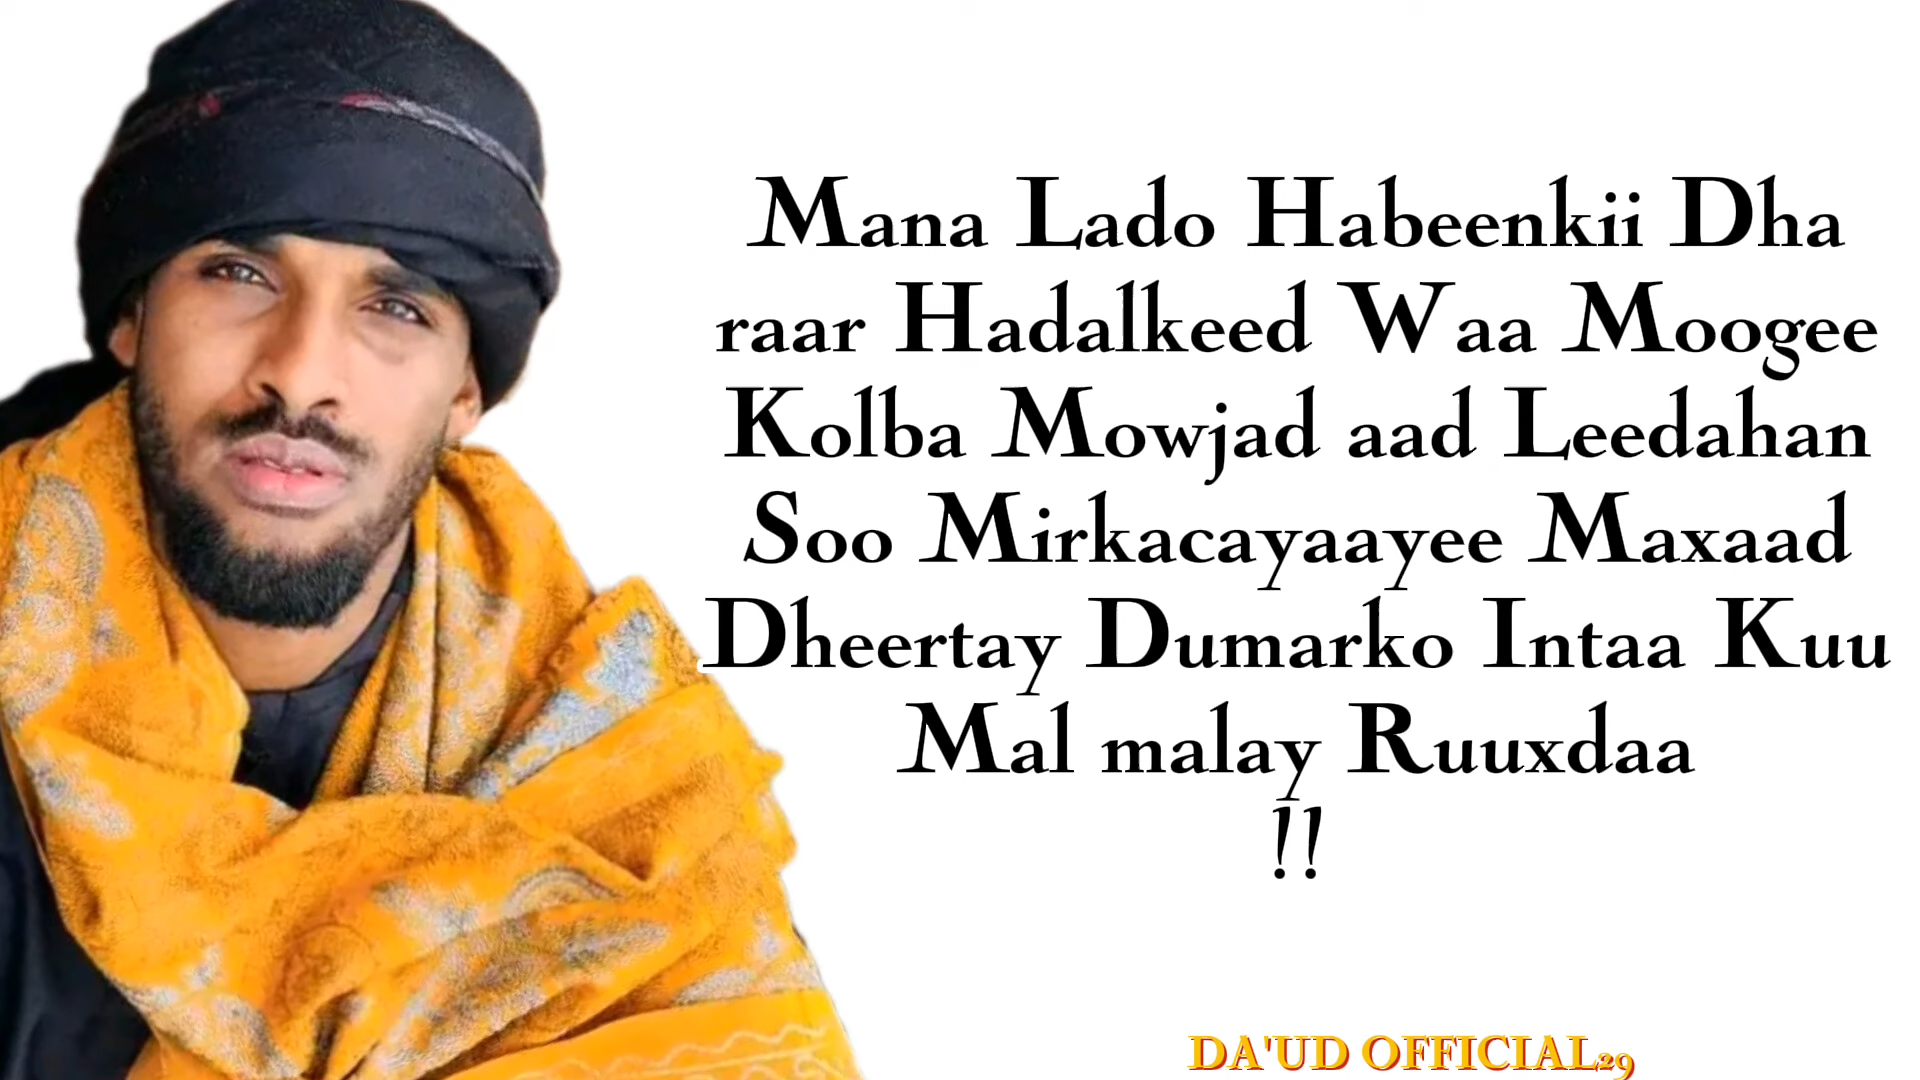 Mana Lado Habeenkii Dha
raar Hadalkeed Waa Moogee
Kolba Mowjad aad Leedahan
Soo Mirkacayaayee Maxaad
Dheertay Dumarko Intaa Kuu
Mal malay Ruuxdaa
!!
DA'UD OFFICIAL29